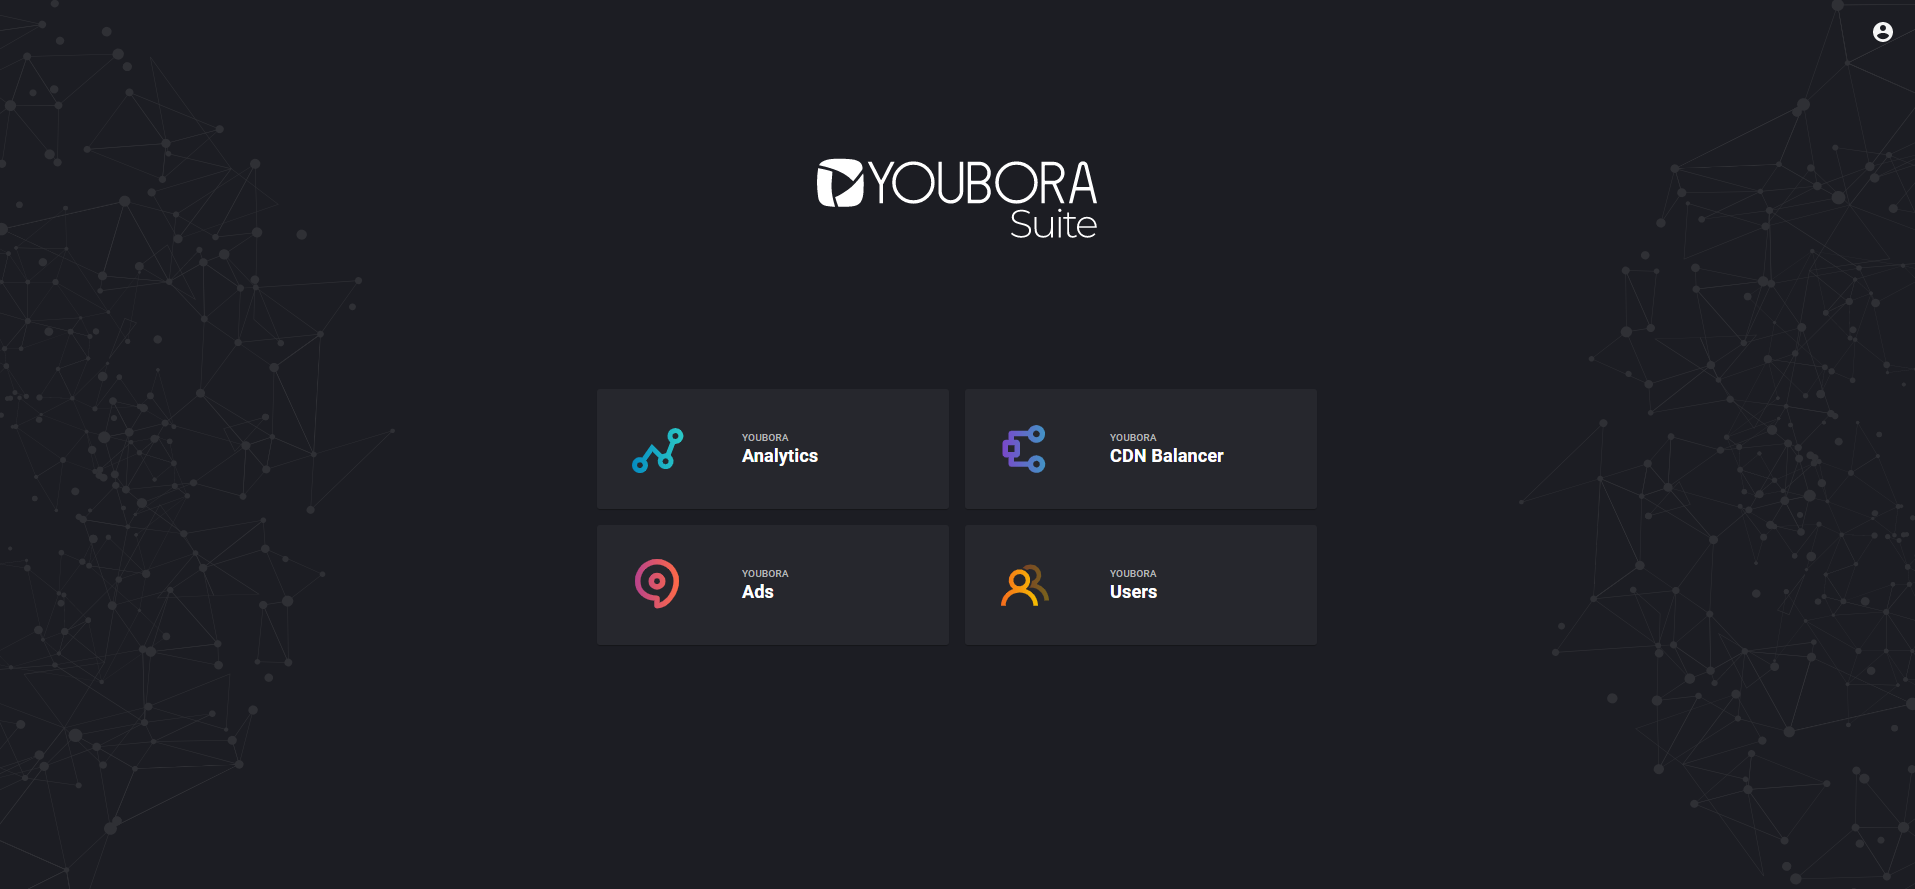 YOUBORA
Suite
YOUBORA
Analytics
YOUBORA
CDN Balancer
YOUBORA
Ads
YOUBORA
Users